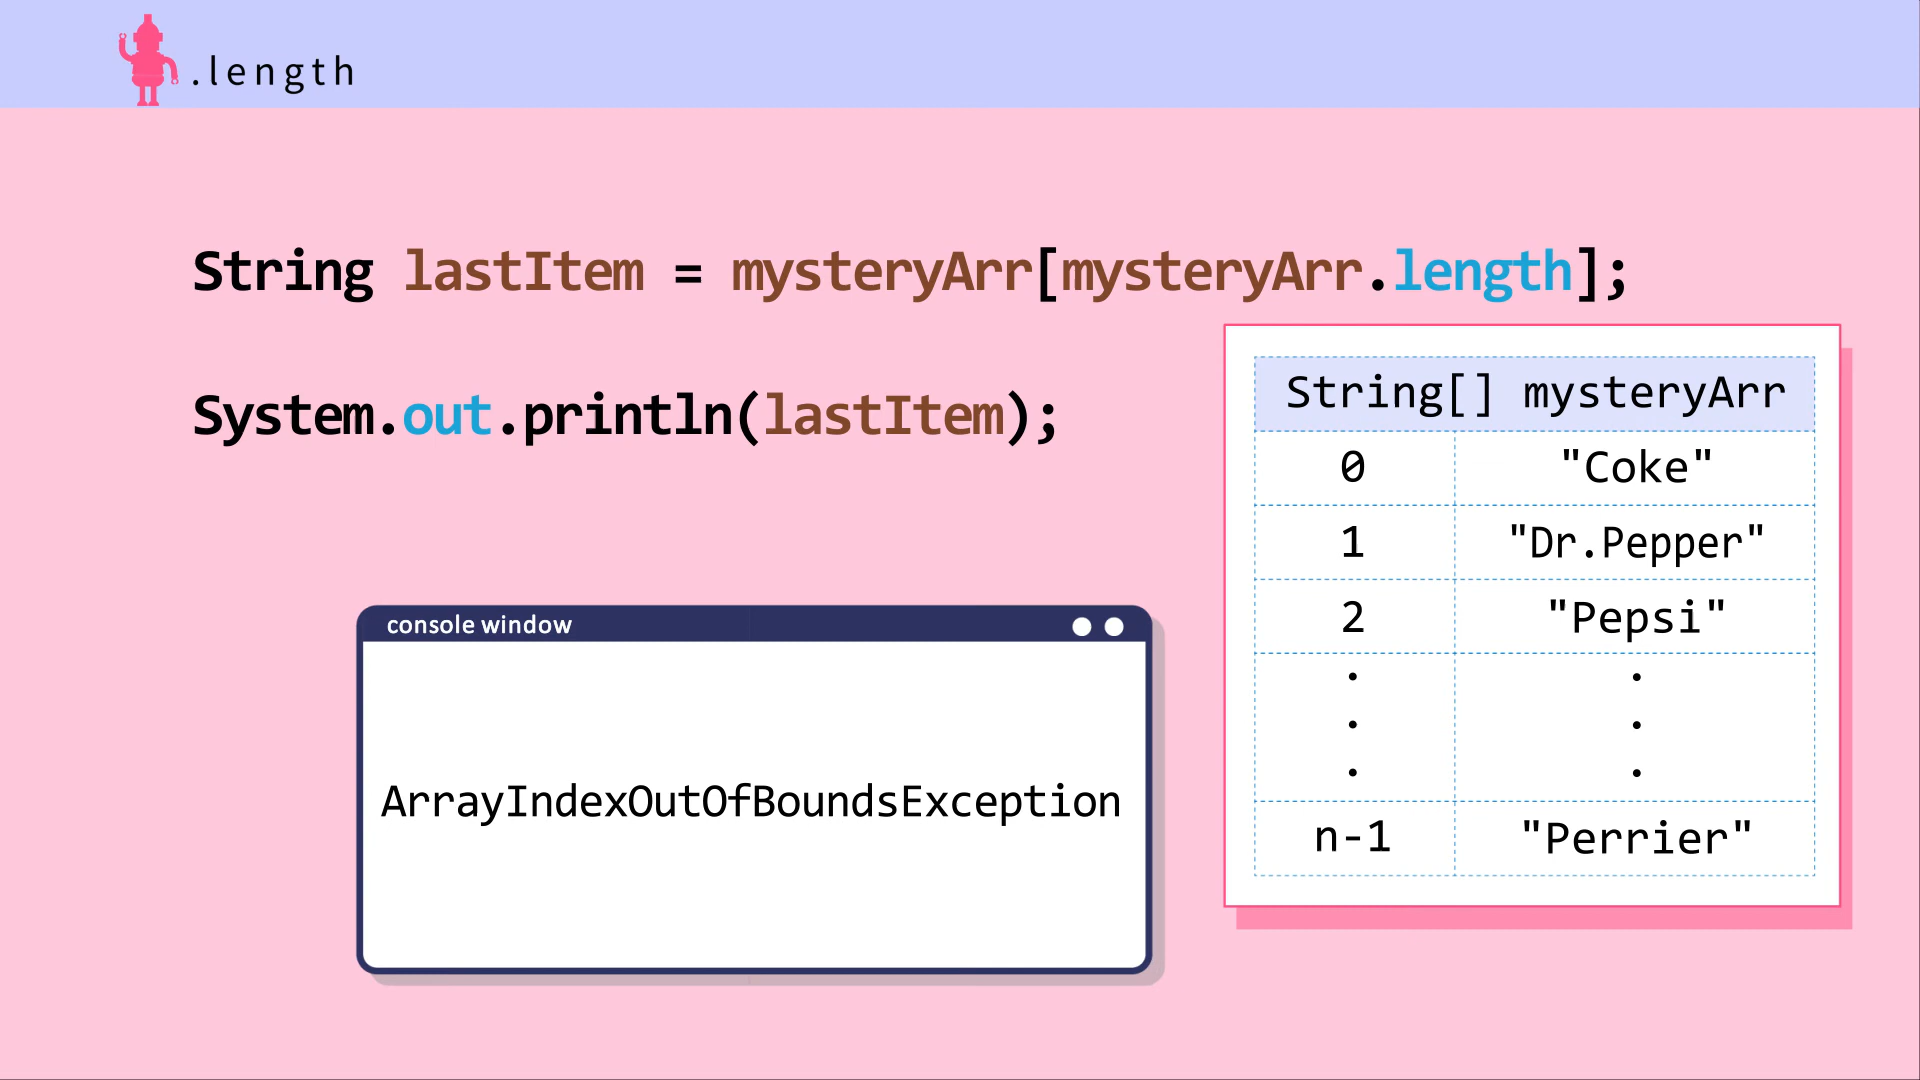 .length
String lastItem = mysteryArr[mysteryArr.length];
System.out.println(lastItem);
String[] mysteryArr
0 "Coke"
1 "Dr.Pepper"
2 "Pepsi"
. .
. .
. .
n-1 "Perrier"
console window
ArrayIndexOutOfBoundsException